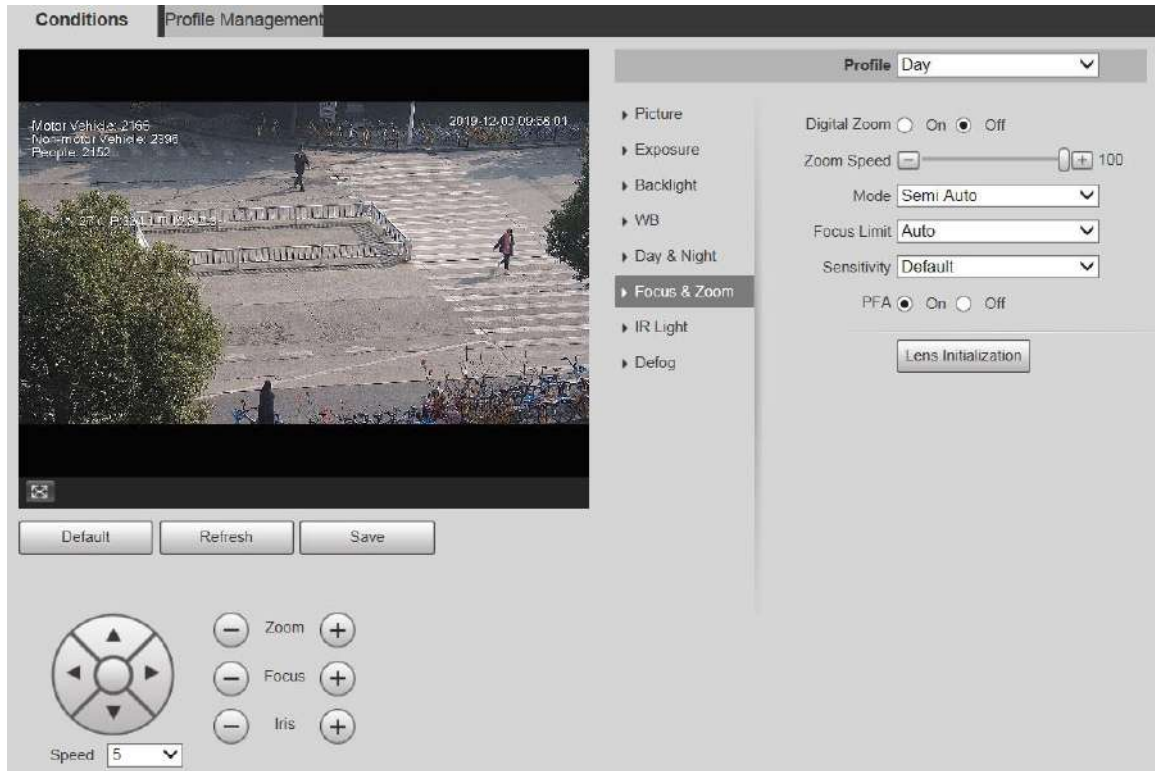 Conditions
Profile Management
Motor Vehicle: 2166
Non-motor Vehicle: 2396
People: 2152
2019-12-03 09:58:01
Profile Day
Picture
Exposure
Backlight
WB
Day & Night
Focus & Zoom
IR Light
Defog
Digital Zoom On Off
Zoom Speed 100
Mode Semi Auto
Focus Limit Auto
Sensitivity Default
PFA On Off
Lens Initialization
Default
Refresh
Save
Zoom
Focus
Iris
Speed 5